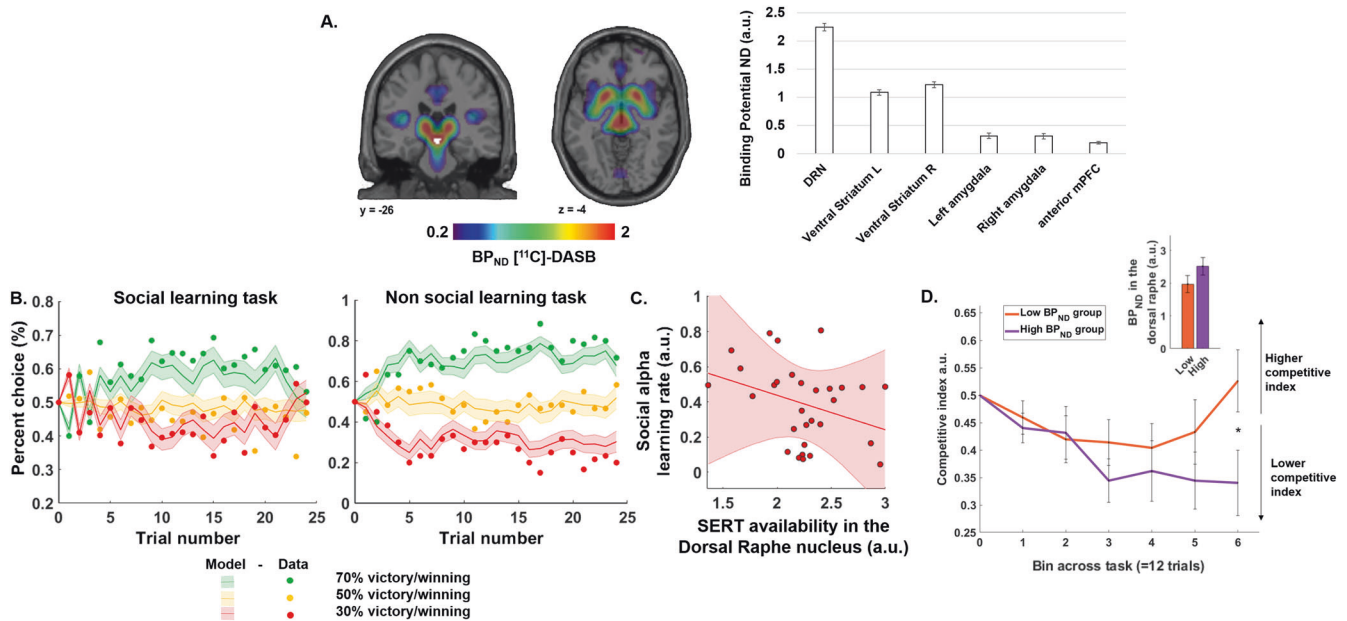 A.
y = -26
z = -4
0.2
2
BP_ND [¹¹C]-DASB
Binding Potential ND (a.u.)
2.5
2
1.5
1
0.5
0
DRN
Ventral Striatum L
Ventral Striatum R
Left amygdala
Right amygdala
anterior mPFC
B.
Social learning task
Percent choice (%)
0.8
0.7
0.6
0.5
0.4
0.3
0.2
0
5
10
15
20
25
Trial number
Non social learning task
1
0.8
0.6
0.4
0.2
0
0
5
10
15
20
25
Trial number
Model - Data
70% victory/winning
50% victory/winning
30% victory/winning
C.
Social alpha
learning rate (a.u.)
1
0.8
0.6
0.4
0.2
0
1.5
2
2.5
3
SERT availability in the
Dorsal Raphe nucleus (a.u.)
D.
Low BP_ND group
High BP_ND group
Competitive index a.u.
0.65
0.6
0.55
0.5
0.45
0.4
0.35
0.3
0.25
0
1
2
3
4
5
6
Bin across task (=12 trials)
BP_ND in the
dorsal raphe (a.u.)
3
2
1
0
Low
High
*
Higher
competitive
index
Lower
competitive
index